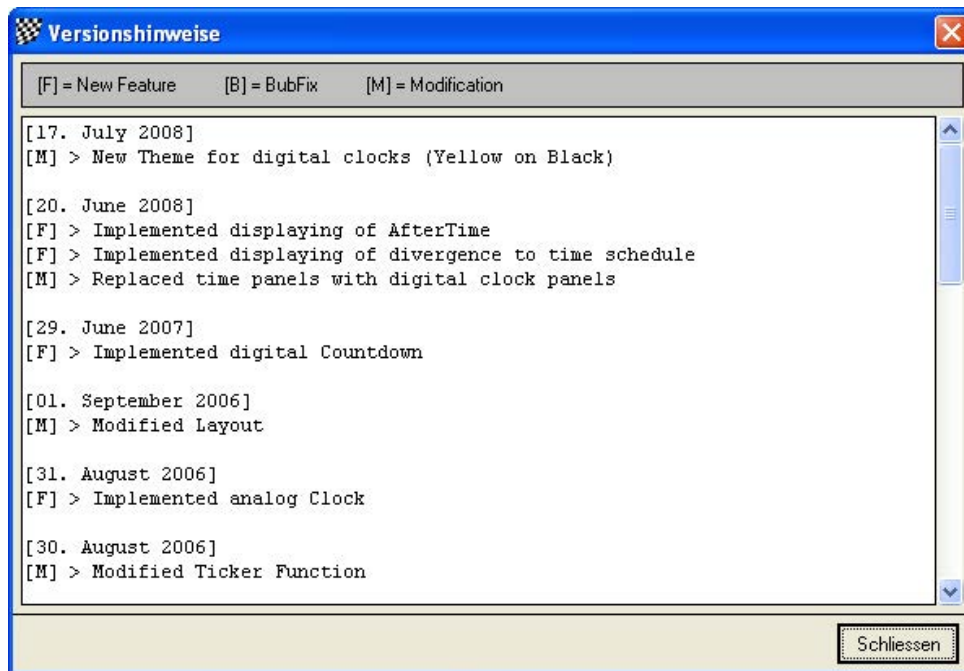 Versionshinweise
[F] = New Feature [B] = BubFix [M] = Modification
[17. July 2008]
[M] > New Theme for digital clocks (Yellow on Black)
[20. June 2008]
[F] > Implemented displaying of AfterTime
[F] > Implemented displaying of divergence to time schedule
[M] > Replaced time panels with digital clock panels
[29. June 2007]
[F] > Implemented digital Countdown
[01. September 2006]
[M] > Modified Layout
[31. August 2006]
[F] > Implemented analog Clock
[30. August 2006]
[M] > Modified Ticker Function
Schliessen